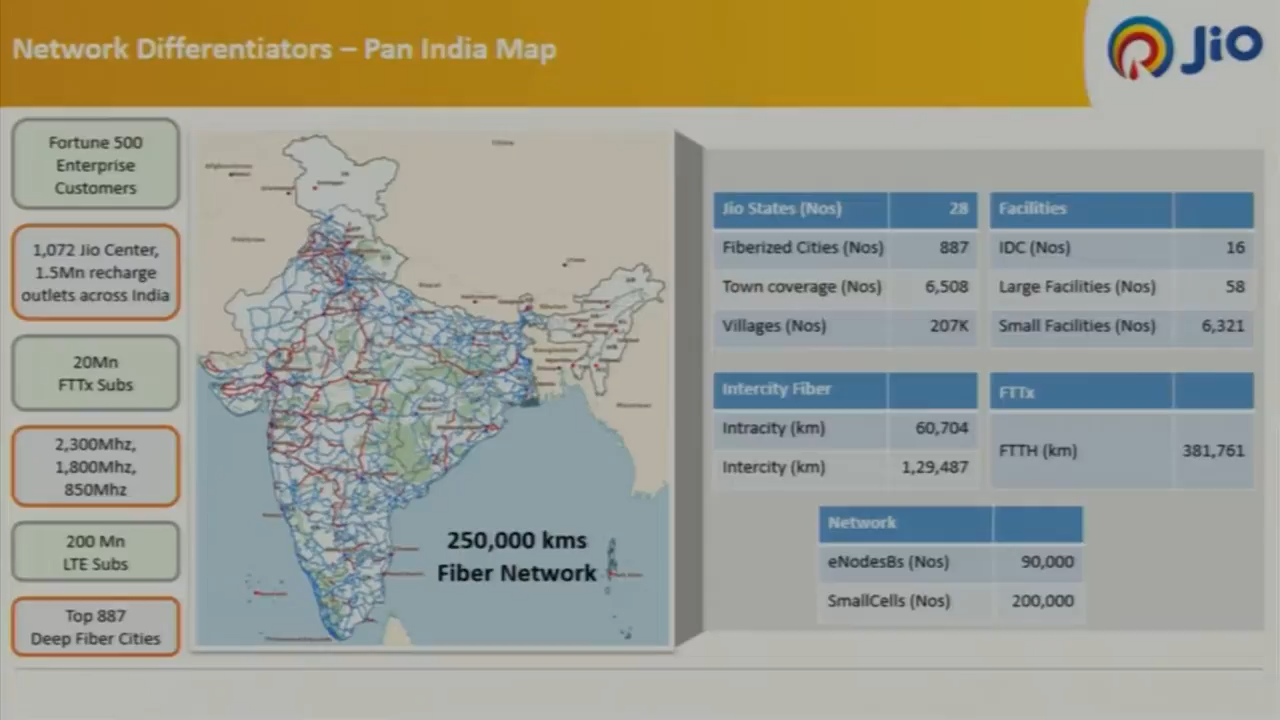 Network Differentiators – Pan India Map
Jio
Fortune 500
Enterprise
Customers
1,072 Jio Center,
1.5Mn recharge
outlets across India
20Mn
FTTx Subs
2,300Mhz,
1,800Mhz,
850Mhz
200 Mn
LTE Subs
Top 887
Deep Fiber Cities
China
Nepal
250,000 kms
Fiber Network
Jio States (Nos) 28
Fiberized Cities (Nos) 887
Town coverage (Nos) 6,508
Villages (Nos) 207K
Facilities
IDC (Nos) 16
Large Facilities (Nos) 58
Small Facilities (Nos) 6,321
Intercity Fiber
Intracity (km) 60,704
Intercity (km) 1,29,487
FTTx
FTTH (km) 381,761
Network
eNodesBs (Nos) 90,000
SmallCells (Nos) 200,000